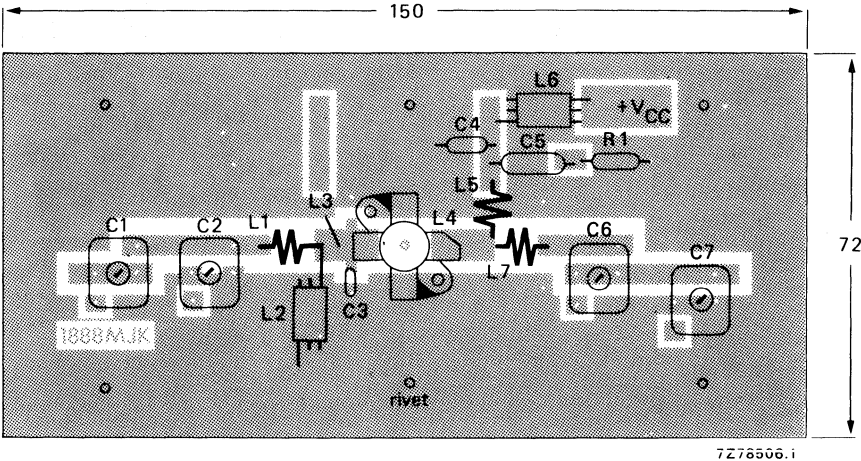 150
L6
+VCC
C4
C5
R1
L5
L3
C1
C2
L1
L4
C6
C7
72
L7
L2
C3
1888MJK
rivet
7Z78506.i